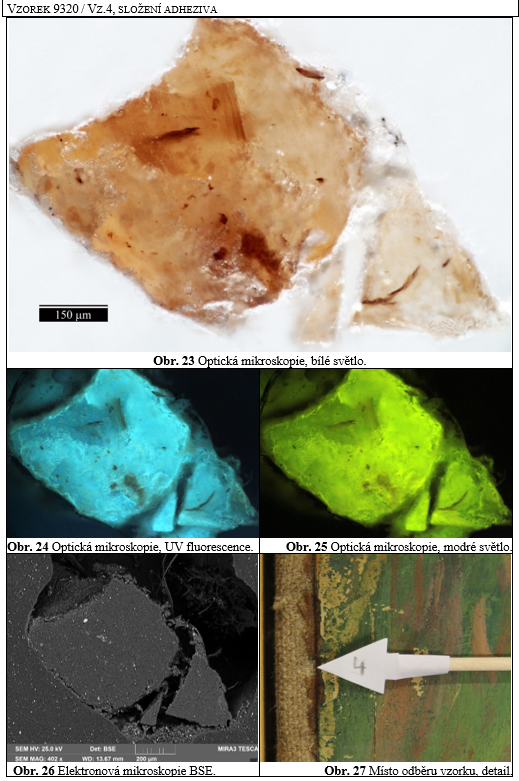 VZOREK 9320 / VZ.4, SLOŽENÍ ADHEZIVA
150 µm
Obr. 23 Optická mikroskopie, bílé světlo.
Obr. 24 Optická mikroskopie, UV fluorescence.
Obr. 25 Optická mikroskopie, modré světlo.
SEM HV: 25.0 kV Det: BSE MIRA3 TESCA
SEM MAG: 402 x WD: 13.67 mm 200 µm
4
Obr. 26 Elektronová mikroskopie BSE.
Obr. 27 Místo odběru vzorku, detail.